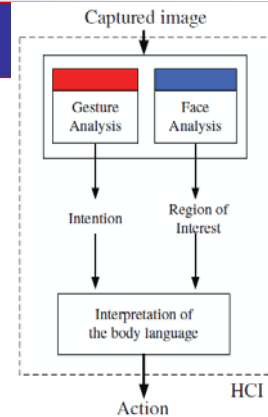 Captured image
Gesture
Analysis
Face
Analysis
Intention
Region of
Interest
Interpretation of
the body language
HCI
Action